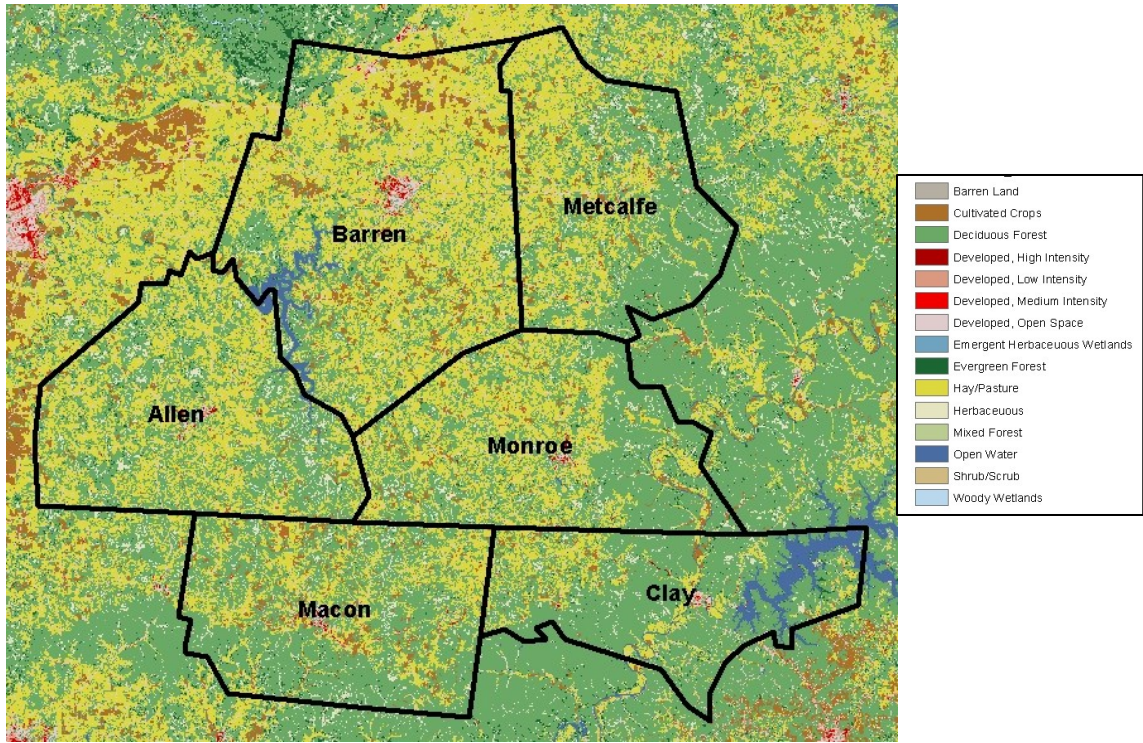 Barren
Metcalfe
Allen
Monroe
Macon
Clay
Barren Land
Cultivated Crops
Deciduous Forest
Developed, High Intensity
Developed, Low Intensity
Developed, Medium Intensity
Developed, Open Space
Emergent Herbaceuous Wetlands
Evergreen Forest
Hay/Pasture
Herbaceuous
Mixed Forest
Open Water
Shrub/Scrub
Woody Wetlands